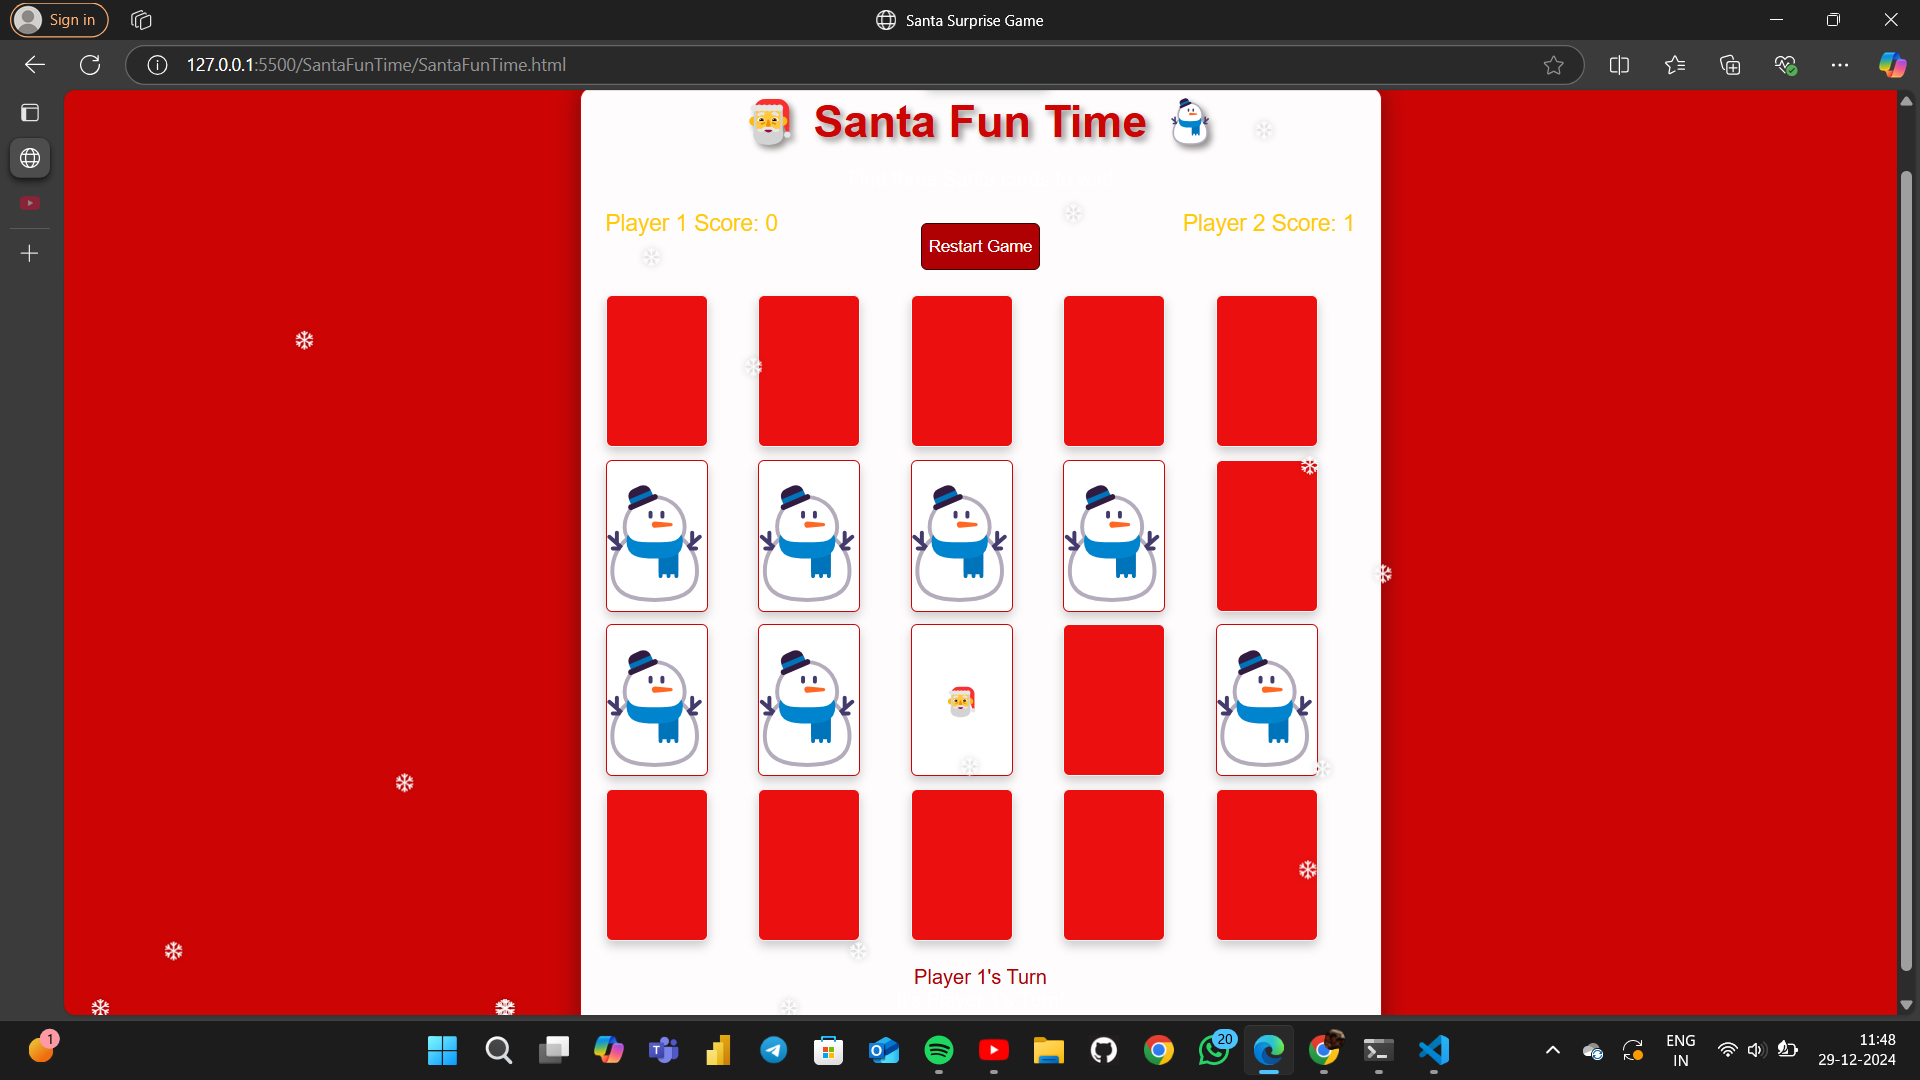 Sign in
Santa Surprise Game
127.0.0.1:5500/SantaFunTime/SantaFunTime.html
Santa Fun Time
Player 1 Score: 0
Player 2 Score: 1
Restart Game
Player 1's Turn
1
20
ENG
IN
11:48
29-12-2024